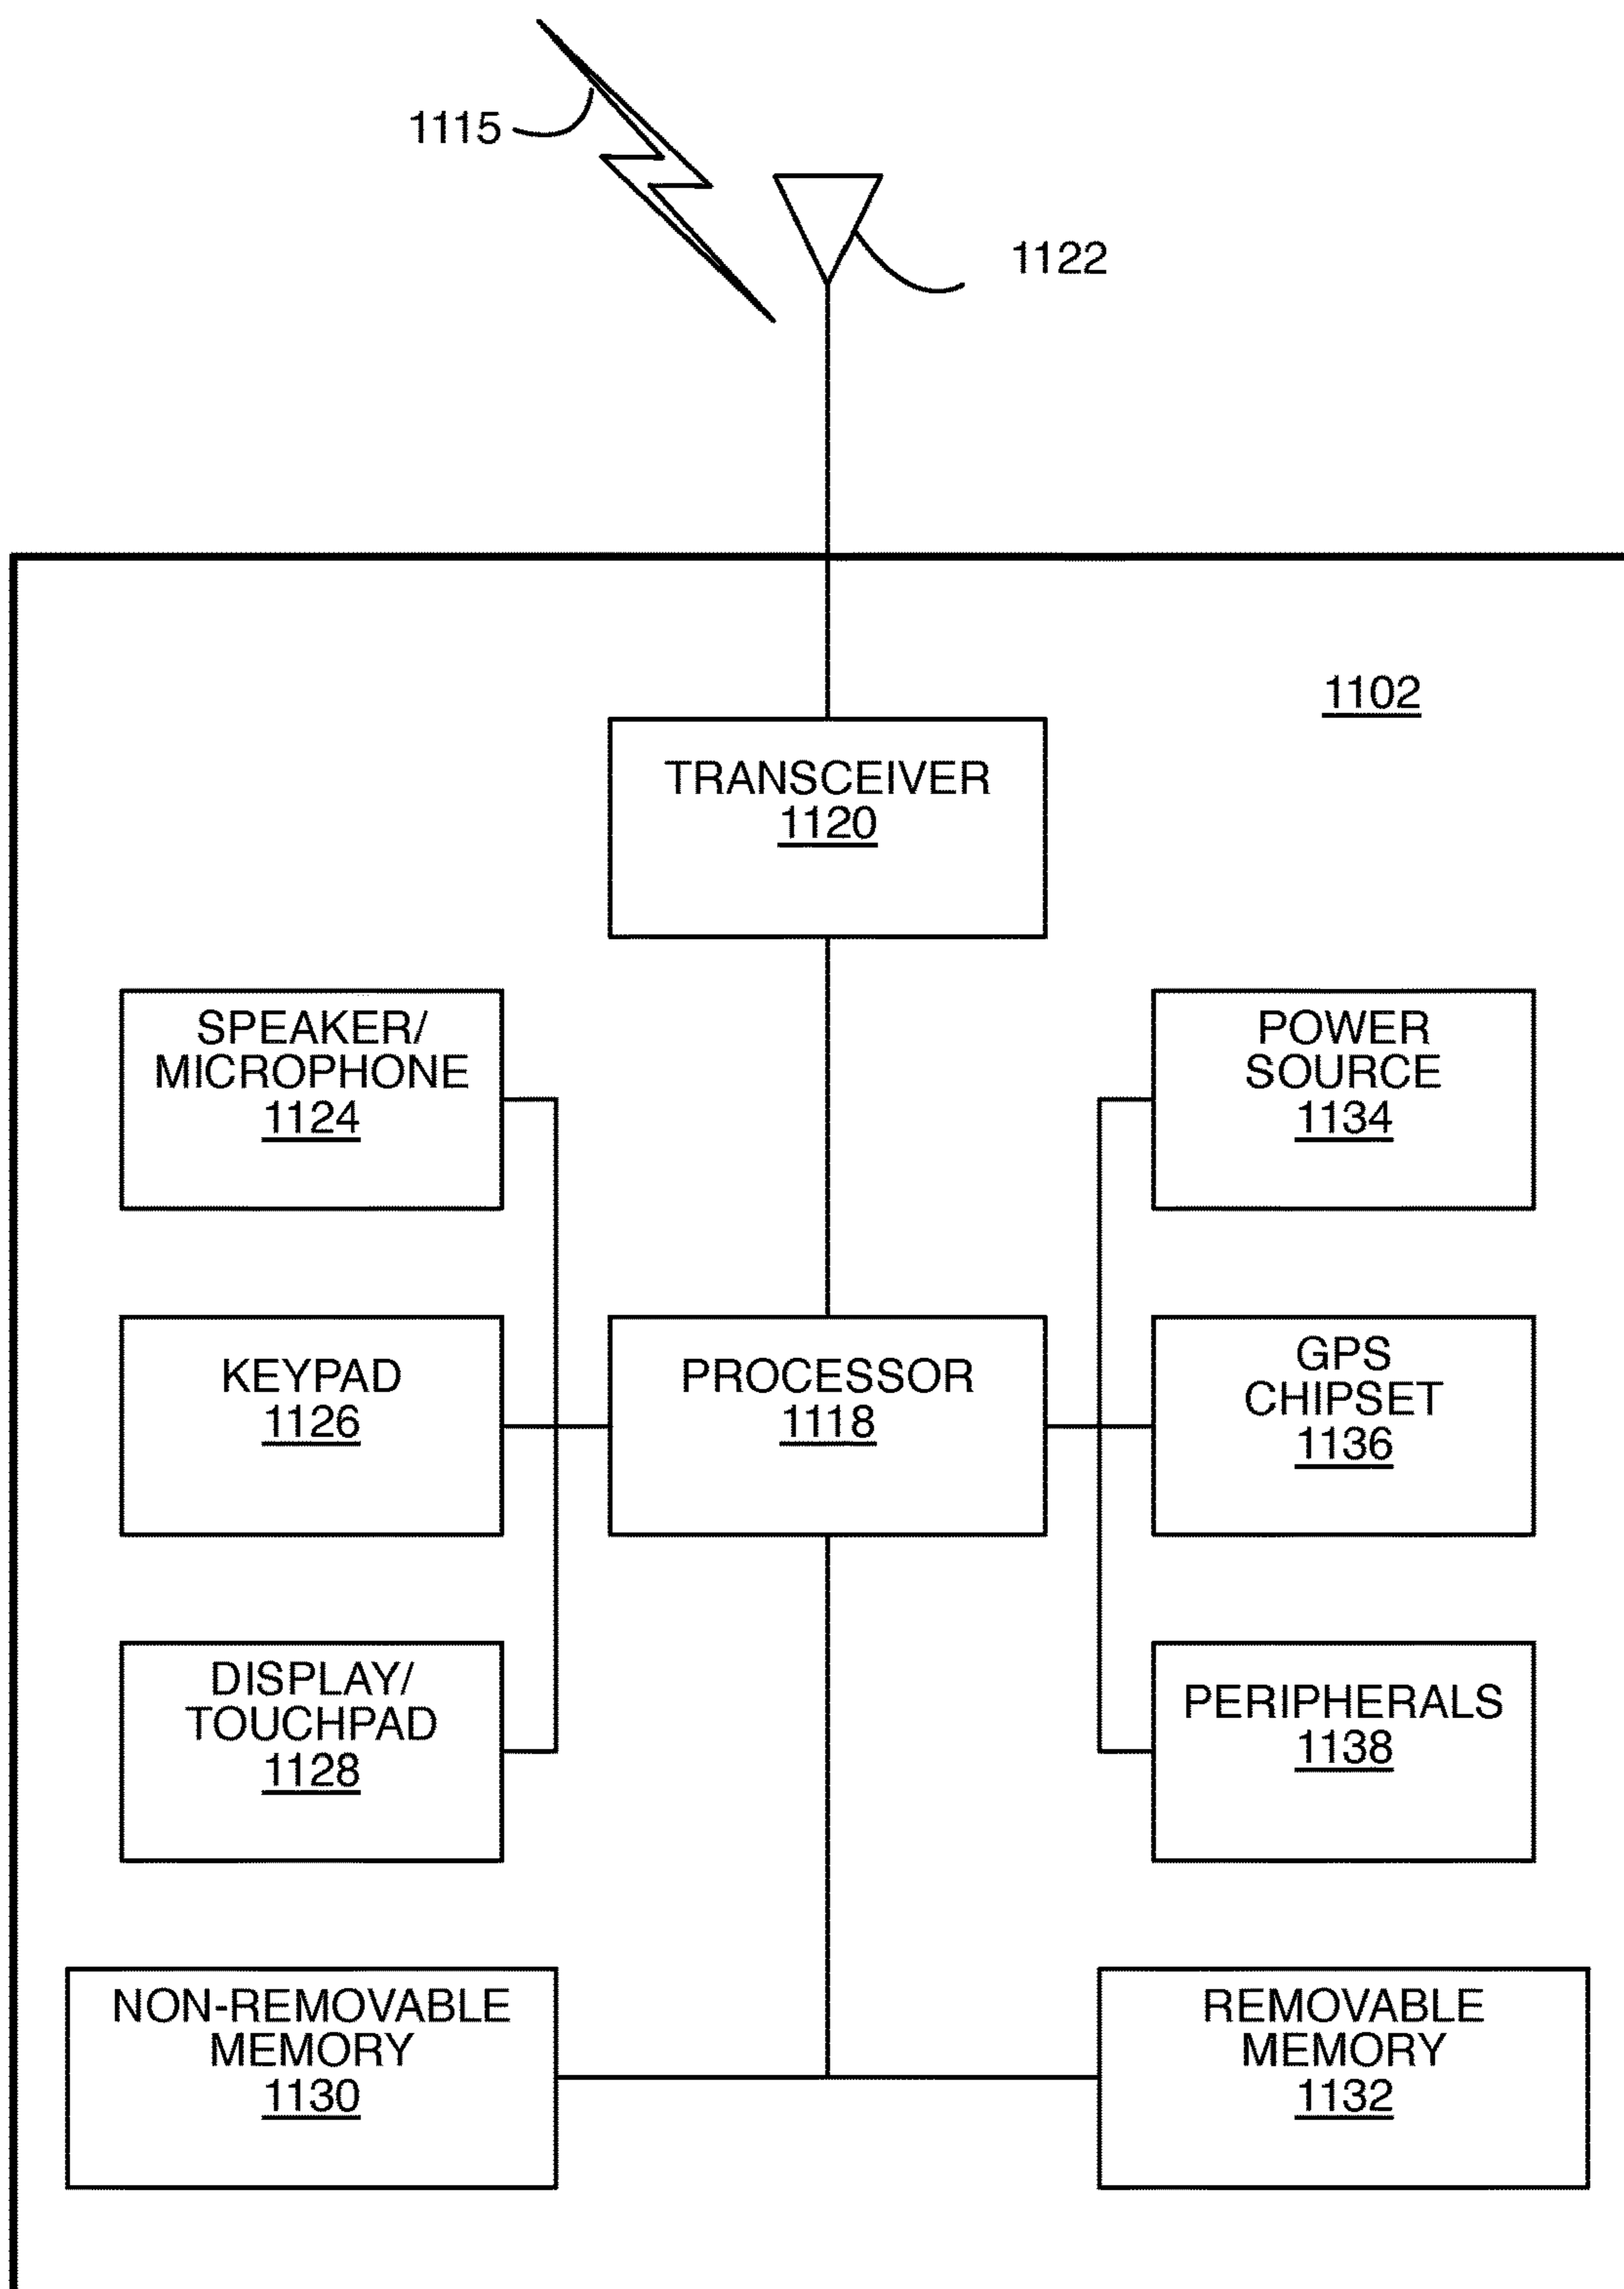 1115
1122
1102
TRANSCEIVER
1120
SPEAKER/
MICROPHONE
1124
POWER
SOURCE
1134
KEYPAD
1126
PROCESSOR
1118
GPS
CHIPSET
1136
DISPLAY/
TOUCHPAD
1128
PERIPHERALS
1138
NON-REMOVABLE
MEMORY
1130
REMOVABLE
MEMORY
1132